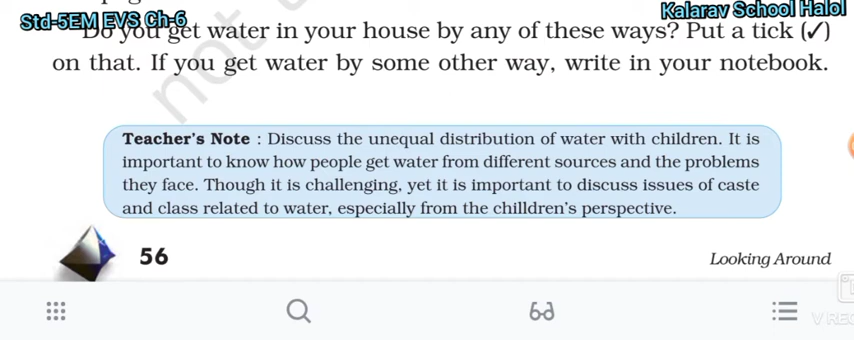 Std-5EM EVS Ch-6
Kalarav School Halol
Do you get water in your house by any of these ways? Put a tick (✓)
on that. If you get water by some other way, write in your notebook.
not
Teacher's Note : Discuss the unequal distribution of water with children. It is
important to know how people get water from different sources and the problems
they face. Though it is challenging, yet it is important to discuss issues of caste
and class related to water, especially from the chilldren's perspective.
56
Looking Around
V REC